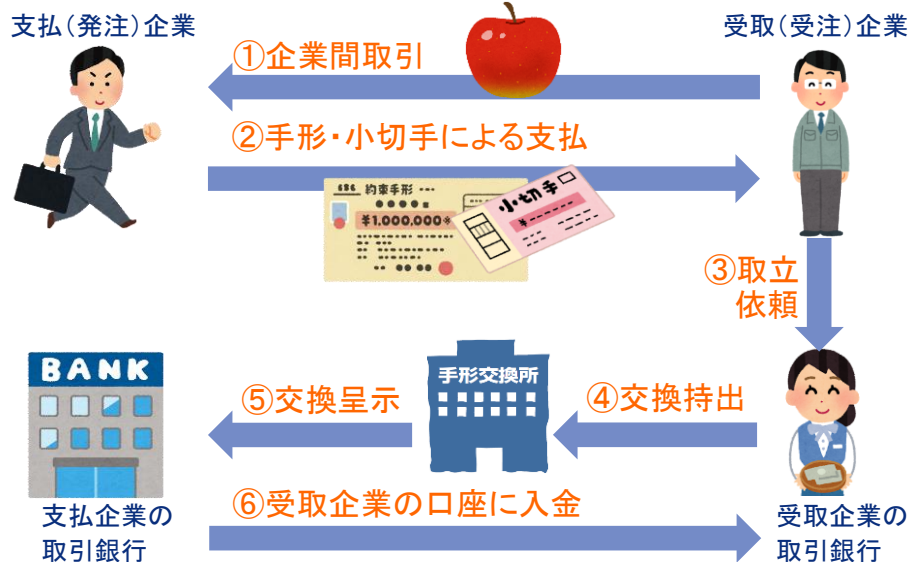 支払(発注)企業
受取(受注)企業
①企業間取引
②手形・小切手による支払
約束手形
¥1,000,000※
小切手
¥
③取立
依頼
BANK
手形交換所
⑤交換呈示
④交換持出
⑥受取企業の口座に入金
支払企業の
取引銀行
受取企業の
取引銀行